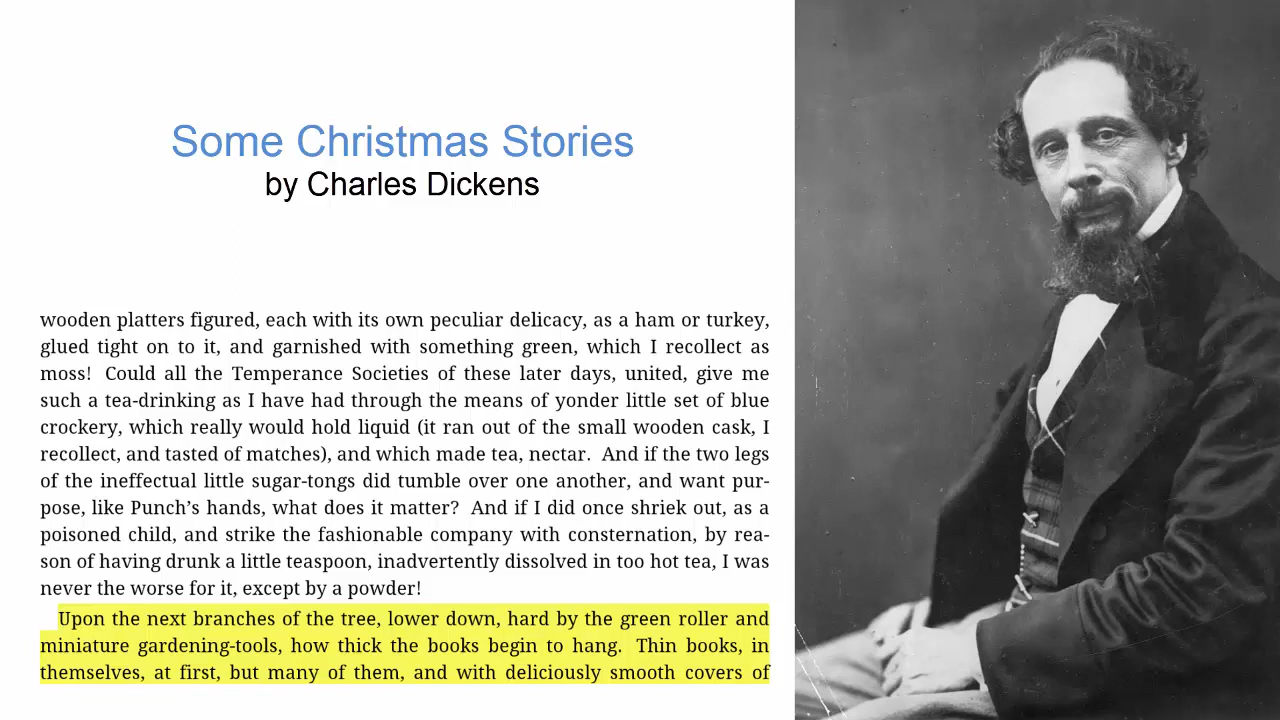 Some Christmas Stories
by Charles Dickens
wooden platters figured, each with its own peculiar delicacy, as a ham or turkey,
glued tight on to it, and garnished with something green, which I recollect as
moss!  Could all the Temperance Societies of these later days, united, give me
such a tea-drinking as I have had through the means of yonder little set of blue
crockery, which really would hold liquid (it ran out of the small wooden cask, I
recollect, and tasted of matches), and which made tea, nectar.  And if the two legs
of the ineffectual little sugar-tongs did tumble over one another, and want pur-
pose, like Punch’s hands, what does it matter?  And if I did once shriek out, as a
poisoned child, and strike the fashionable company with consternation, by rea-
son of having drunk a little teaspoon, inadvertently dissolved in too hot tea, I was
never the worse for it, except by a powder!
Upon the next branches of the tree, lower down, hard by the green roller and
miniature gardening-tools, how thick the books begin to hang.  Thin books, in
themselves, at first, but many of them, and with deliciously smooth covers of